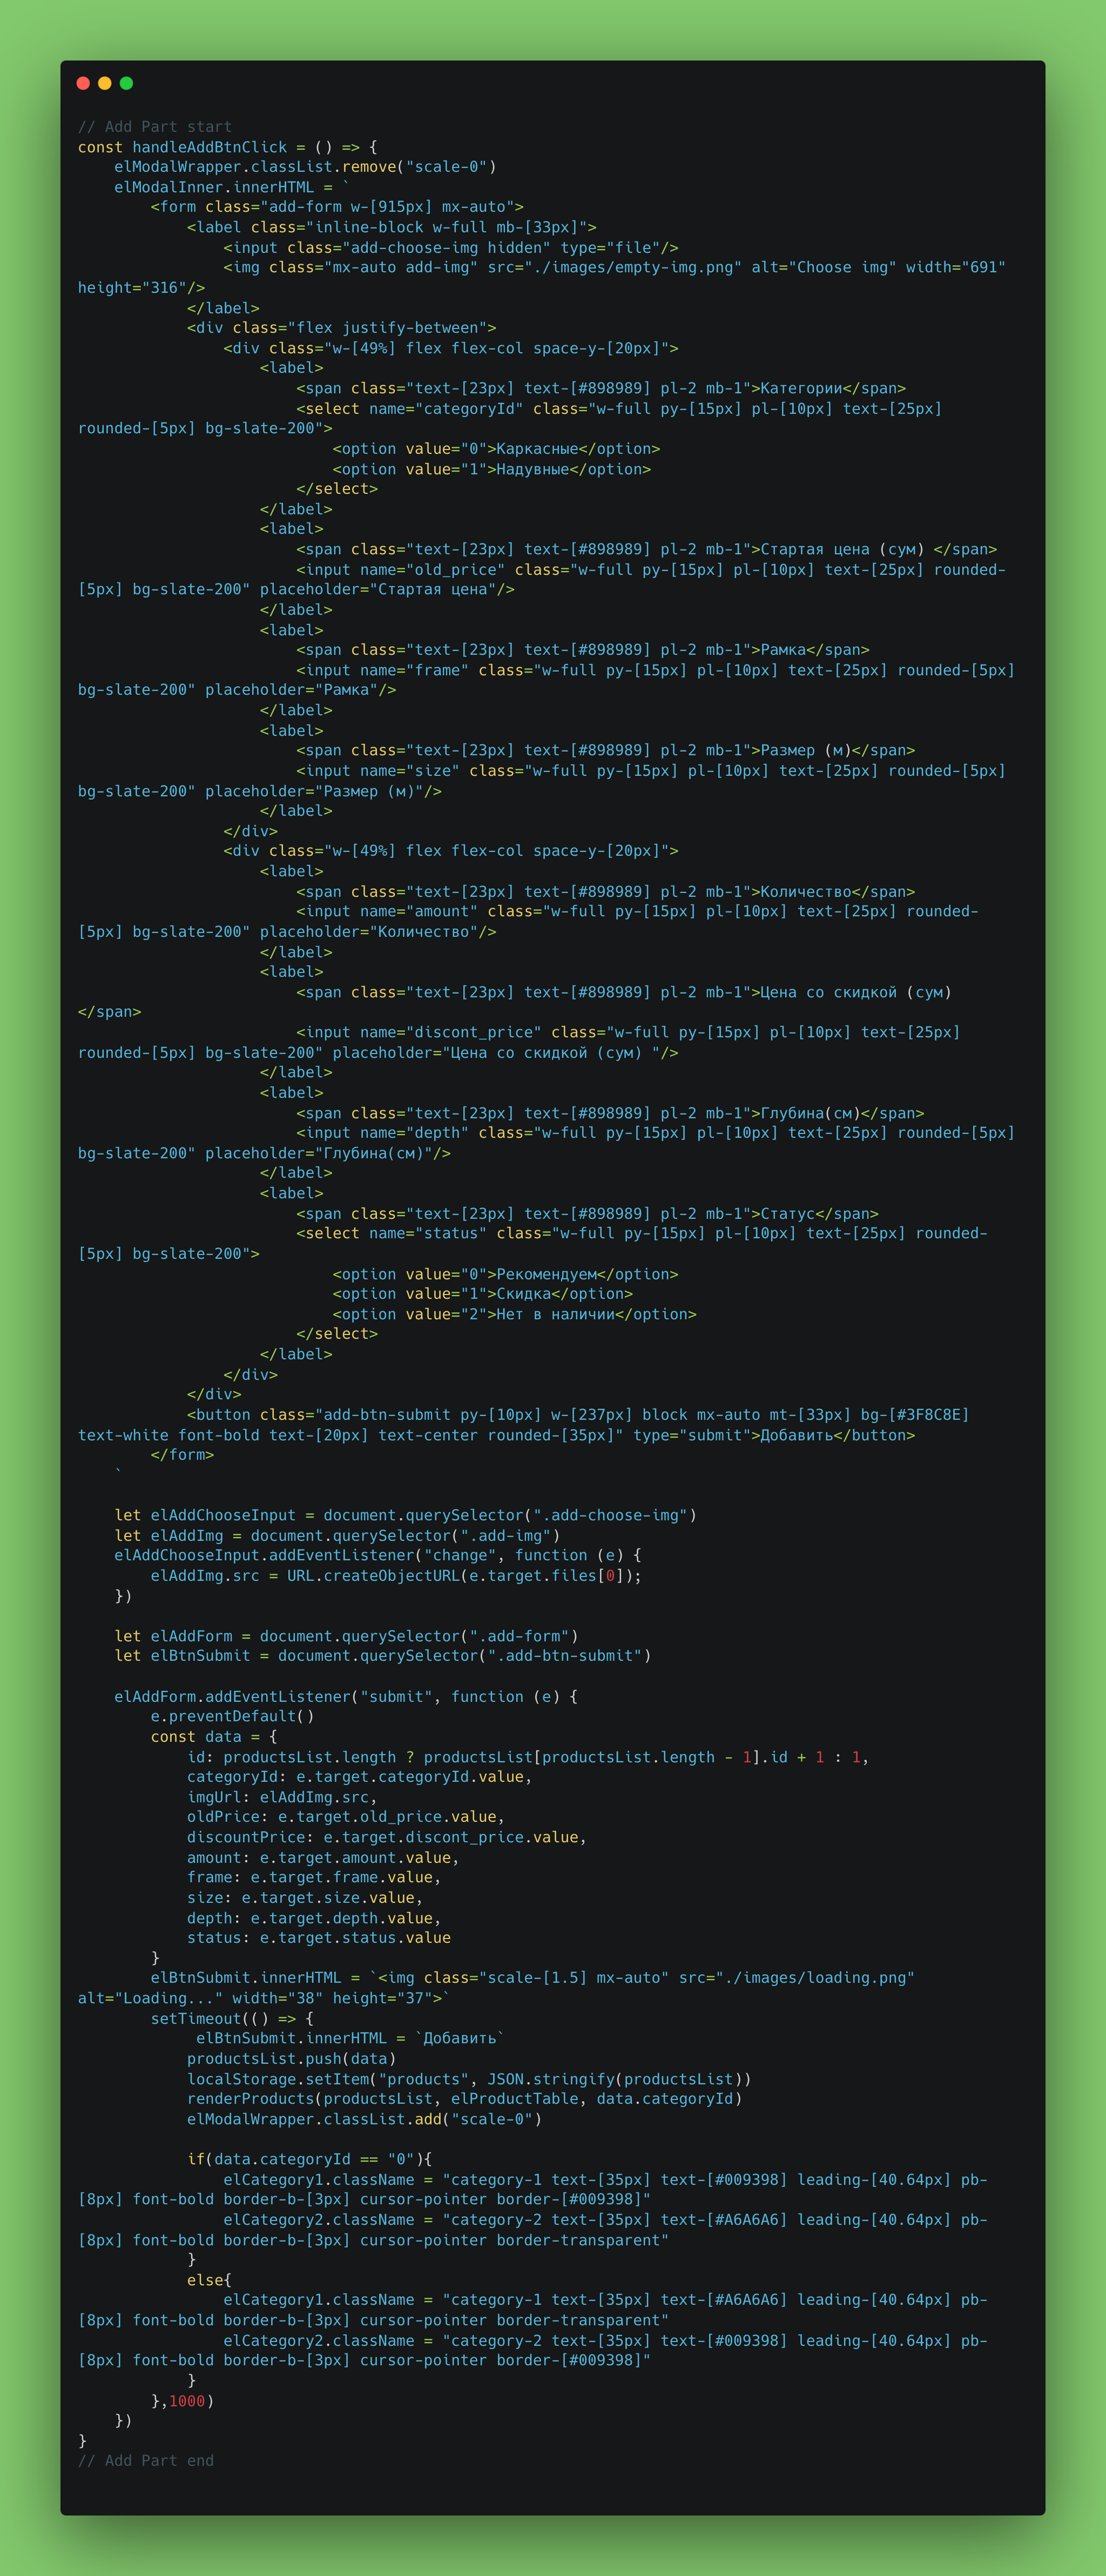 // Add Part start
const handleAddBtnClick = () => {
    elModalWrapper.classList.remove("scale-0")
    elModalInner.innerHTML = `
        <form class="add-form w-[915px] mx-auto">
            <label class="inline-block w-full mb-[33px]">
                <input class="add-choose-img hidden" type="file"/>
                <img class="mx-auto add-img" src="./images/empty-img.png" alt="Choose img" width="691"
height="316"/>
            </label>
            <div class="flex justify-between">
                <div class="w-[49%] flex flex-col space-y-[20px]">
                    <label>
                        <span class="text-[23px] text-[#898989] pl-2 mb-1">Категории</span>
                        <select name="categoryId" class="w-full py-[15px] pl-[10px] text-[25px]
rounded-[5px] bg-slate-200">
                            <option value="0">Каркасные</option>
                            <option value="1">Надувные</option>
                        </select>
                    </label>
                    <label>
                        <span class="text-[23px] text-[#898989] pl-2 mb-1">Стартая цена (сум) </span>
                        <input name="old_price" class="w-full py-[15px] pl-[10px] text-[25px] rounded-
[5px] bg-slate-200" placeholder="Стартая цена"/>
                    </label>
                    <label>
                        <span class="text-[23px] text-[#898989] pl-2 mb-1">Рамка</span>
                        <input name="frame" class="w-full py-[15px] pl-[10px] text-[25px] rounded-[5px]
bg-slate-200" placeholder="Рамка"/>
                    </label>
                    <label>
                        <span class="text-[23px] text-[#898989] pl-2 mb-1">Размер (м)</span>
                        <input name="size" class="w-full py-[15px] pl-[10px] text-[25px] rounded-[5px]
bg-slate-200" placeholder="Размер (м)"/>
                    </label>
                </div>
                <div class="w-[49%] flex flex-col space-y-[20px]">
                    <label>
                        <span class="text-[23px] text-[#898989] pl-2 mb-1">Количество</span>
                        <input name="amount" class="w-full py-[15px] pl-[10px] text-[25px] rounded-
[5px] bg-slate-200" placeholder="Количество"/>
                    </label>
                    <label>
                        <span class="text-[23px] text-[#898989] pl-2 mb-1">Цена со скидкой (сум)
</span>
                        <input name="discont_price" class="w-full py-[15px] pl-[10px] text-[25px]
rounded-[5px] bg-slate-200" placeholder="Цена со скидкой (сум) "/>
                    </label>
                    <label>
                        <span class="text-[23px] text-[#898989] pl-2 mb-1">Глубина(см)</span>
                        <input name="depth" class="w-full py-[15px] pl-[10px] text-[25px] rounded-[5px]
bg-slate-200" placeholder="Глубина(см)"/>
                    </label>
                    <label>
                        <span class="text-[23px] text-[#898989] pl-2 mb-1">Статус</span>
                        <select name="status" class="w-full py-[15px] pl-[10px] text-[25px] rounded-
[5px] bg-slate-200">
                            <option value="0">Рекомендуем</option>
                            <option value="1">Скидка</option>
                            <option value="2">Нет в наличии</option>
                        </select>
                    </label>
                </div>
            </div>
            <button class="add-btn-submit py-[10px] w-[237px] block mx-auto mt-[33px] bg-[#3F8C8E]
text-white font-bold text-[20px] text-center rounded-[35px]" type="submit">Добавить</button>
        </form>
    `

    let elAddChooseInput = document.querySelector(".add-choose-img")
    let elAddImg = document.querySelector(".add-img")
    elAddChooseInput.addEventListener("change", function (e) {
        elAddImg.src = URL.createObjectURL(e.target.files[0]);
    })

    let elAddForm = document.querySelector(".add-form")
    let elBtnSubmit = document.querySelector(".add-btn-submit")

    elAddForm.addEventListener("submit", function (e) {
        e.preventDefault()
        const data = {
            id: productsList.length ? productsList[productsList.length - 1].id + 1 : 1,
            categoryId: e.target.categoryId.value,
            imgUrl: elAddImg.src,
            oldPrice: e.target.old_price.value,
            discountPrice: e.target.discont_price.value,
            amount: e.target.amount.value,
            frame: e.target.frame.value,
            size: e.target.size.value,
            depth: e.target.depth.value,
            status: e.target.status.value
        }
        elBtnSubmit.innerHTML = `<img class="scale-[1.5] mx-auto" src="./images/loading.png"
alt="Loading..." width="38" height="37">`
        setTimeout(() => {
             elBtnSubmit.innerHTML = `Добавить`
            productsList.push(data)
            localStorage.setItem("products", JSON.stringify(productsList))
            renderProducts(productsList, elProductTable, data.categoryId)
            elModalWrapper.classList.add("scale-0")

            if(data.categoryId == "0"){
                elCategory1.className = "category-1 text-[35px] text-[#009398] leading-[40.64px] pb-
[8px] font-bold border-b-[3px] cursor-pointer border-[#009398]"
                elCategory2.className = "category-2 text-[35px] text-[#A6A6A6] leading-[40.64px] pb-
[8px] font-bold border-b-[3px] cursor-pointer border-transparent"
            }
            else{
                elCategory1.className = "category-1 text-[35px] text-[#A6A6A6] leading-[40.64px] pb-
[8px] font-bold border-b-[3px] cursor-pointer border-transparent"
                elCategory2.className = "category-2 text-[35px] text-[#009398] leading-[40.64px] pb-
[8px] font-bold border-b-[3px] cursor-pointer border-[#009398]"
            }
        },1000)
    })
}
// Add Part end